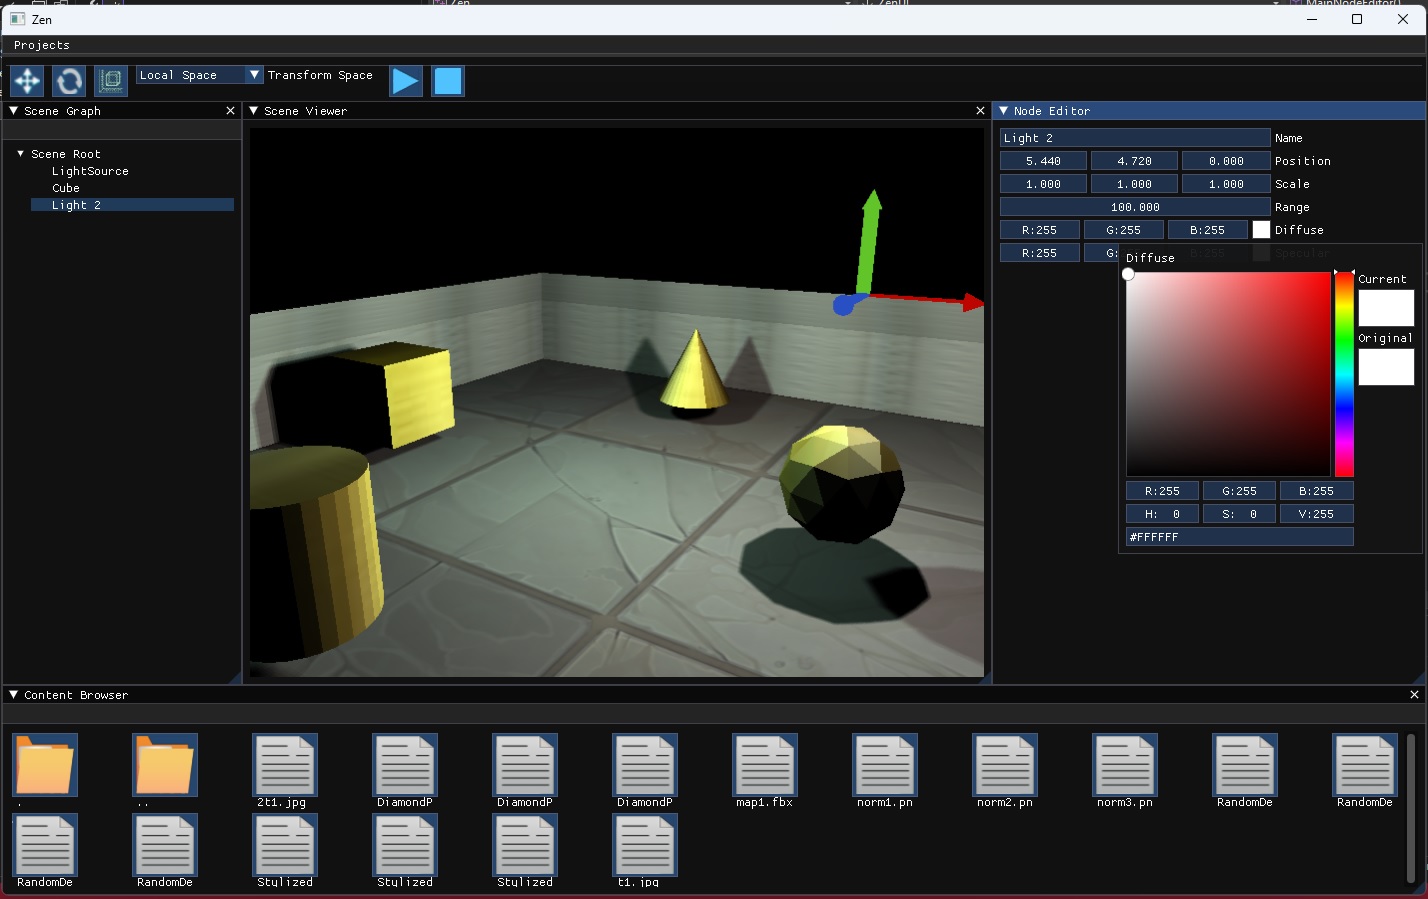 Zen
ZenUI
MainNodeEditor()
Zen
Projects
Local Space
Transform Space
Scene Graph
Scene Viewer
Node Editor
Scene Root
LightSource
Cube
Light 2
Light 2 Name
5.440 4.720 0.000 Position
1.000 1.000 1.000 Scale
100.000 Range
R:255 G:255 B:255 Diffuse
R:255 G: B:255 Specular
Diffuse
Current
Original
R:255 G:255 B:255
H: 0 S: 0 V:255
#FFFFFF
Content Browser
. .. 2t1.jpg DiamondP DiamondP DiamondP map1.fbx norm1.pn norm2.pn norm3.pn RandomDe RandomDe
RandomDe RandomDe Stylized Stylized Stylized t1.jpg